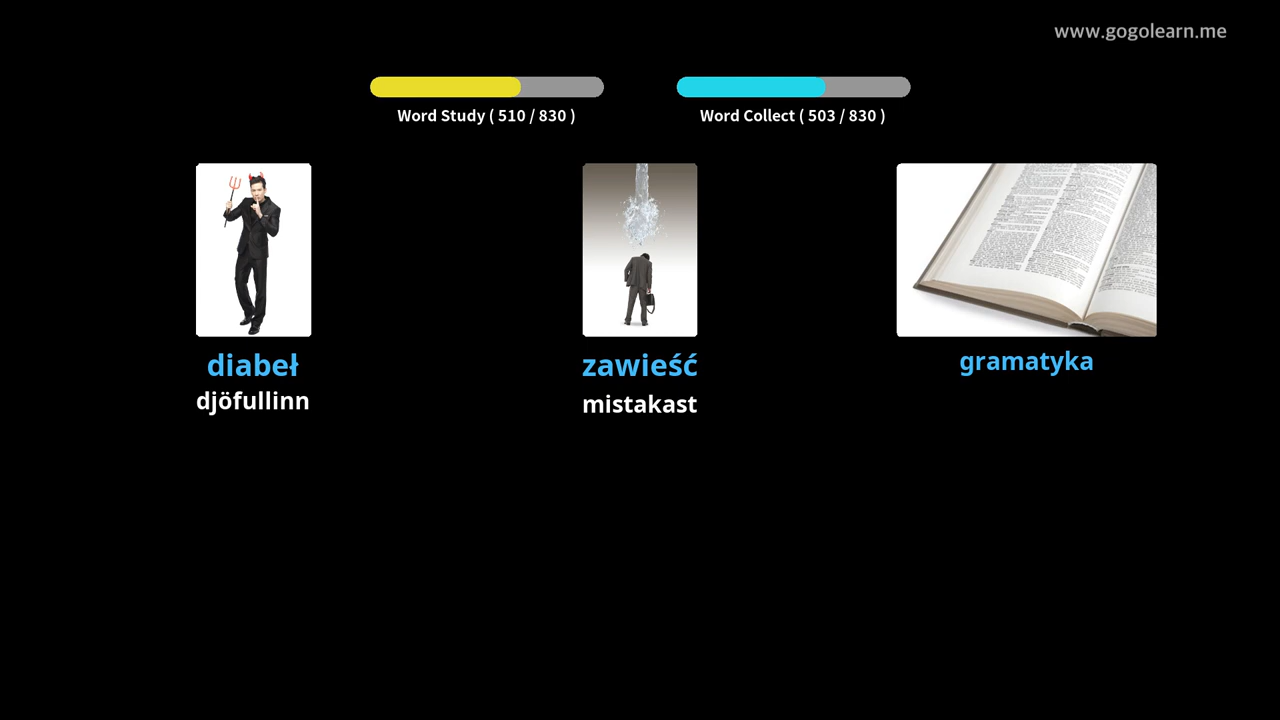 www.gogolearn.me
Word Study ( 510 / 830 )
Word Collect ( 503 / 830 )
diabeł
djöfullinn
zawieść
mistakast
gramatyka